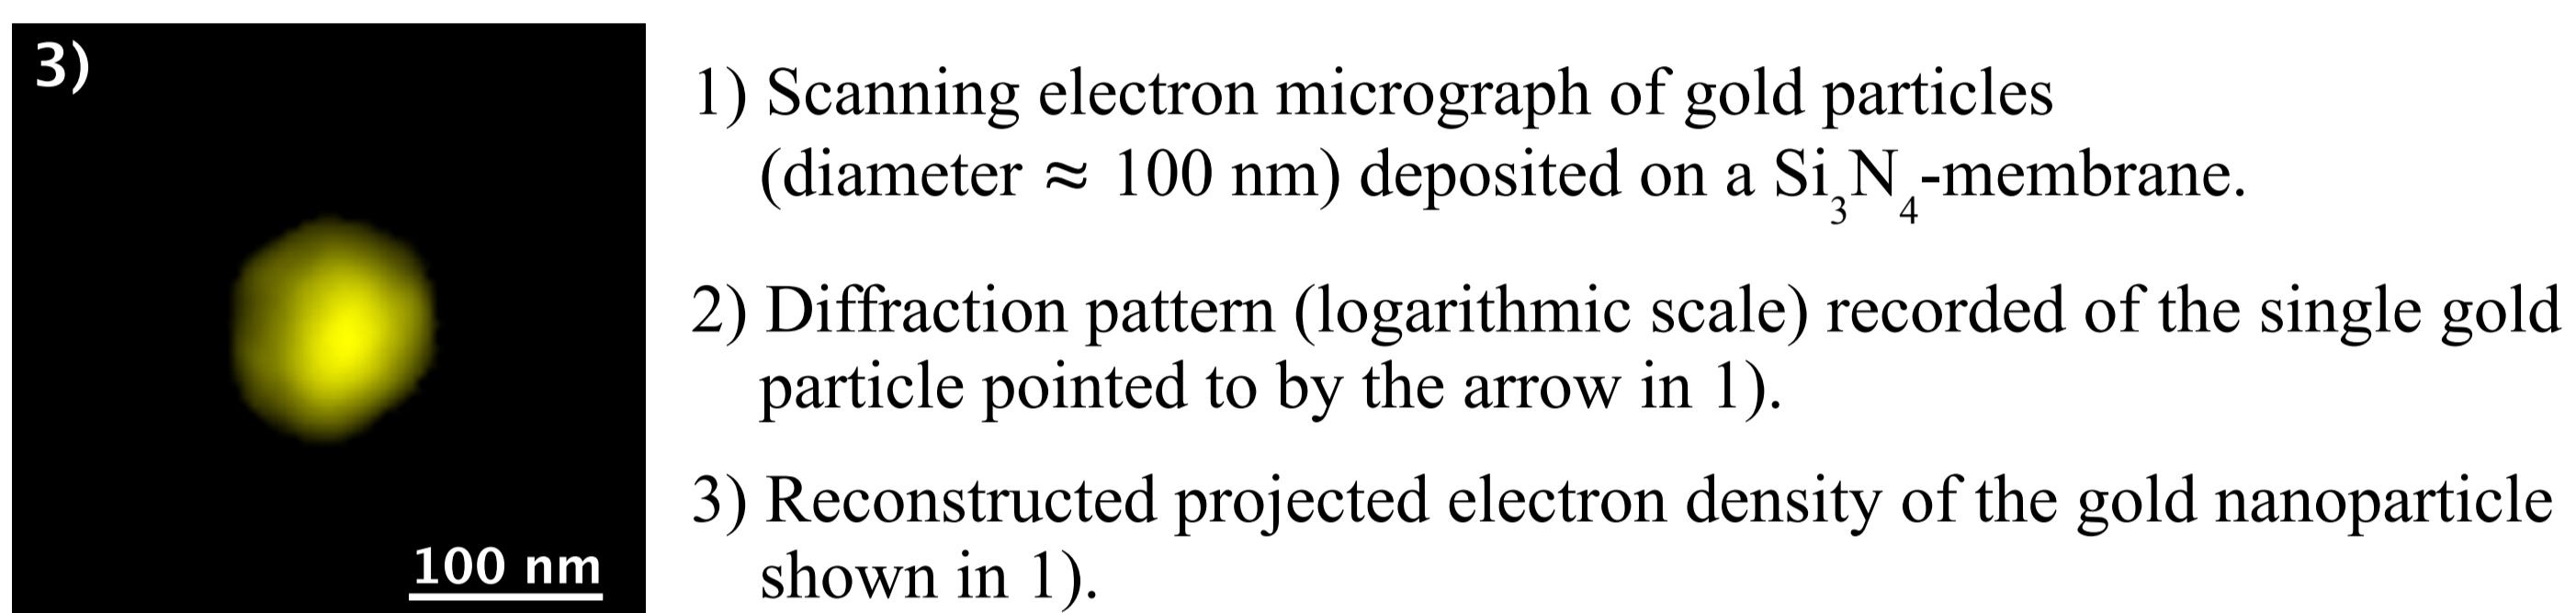 3)
100 nm
1) Scanning electron micrograph of gold particles
(diameter ≈ 100 nm) deposited on a Si₃N₄-membrane.
2) Diffraction pattern (logarithmic scale) recorded of the single gold
particle pointed to by the arrow in 1).
3) Reconstructed projected electron density of the gold nanoparticle
shown in 1).